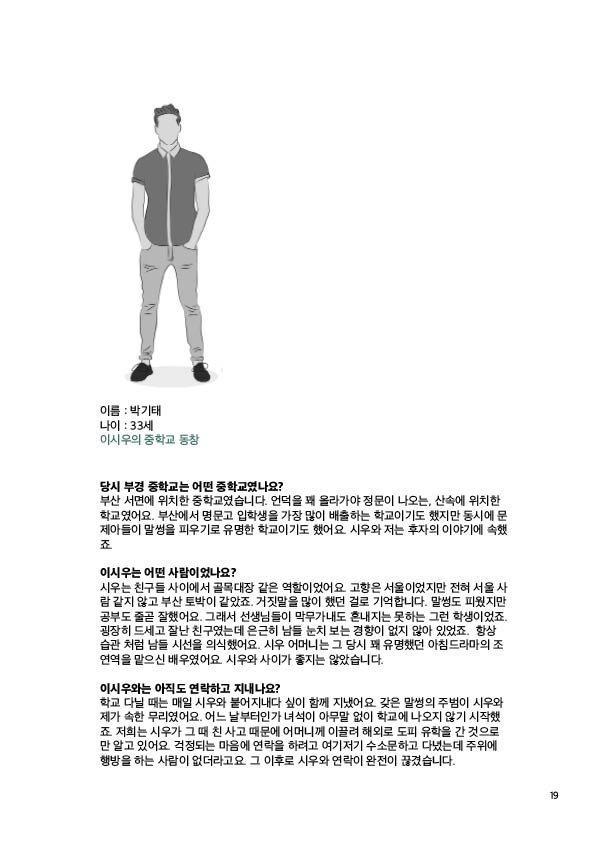 이름 : 박기태
나이 : 33세
이시우의 중학교 동창
당시 부경 중학교는 어떤 중학교였나요?
부산 서면에 위치한 중학교였습니다. 언덕을 꽤 올라가야 정문이 나오는, 산속에 위치한
학교였어요. 부산에서 명문고 입학생을 가장 많이 배출하는 학교이기도 했지만 동시에 문
제아들이 말썽을 피우기로 유명한 학교이기도 했어요. 시우와 저는 후자의 이야기에 속했
죠.
이시우는 어떤 사람이었나요?
시우는 친구들 사이에서 골목대장 같은 역할이었어요. 고향은 서울이었지만 전혀 서울 사
람 같지 않고 부산 토박이 같았죠. 거짓말을 많이 했던 걸로 기억합니다. 말썽도 피웠지만
공부도 줄곧 잘했어요. 그래서 선생님들이 막무가내도 혼내지는 못하는 그런 학생이었죠.
굉장히 드세고 잘난 친구였는데 은근히 남들 눈치 보는 경향이 없지 않아 있었죠. 항상
습관 처럼 남들 시선을 의식했어요. 시우 어머니는 그 당시 꽤 유명했던 아침드라마의 조
연역을 맡으신 배우였어요. 시우와 사이가 좋지는 않았습니다.
이시우와는 아직도 연락하고 지내나요?
학교 다닐 때는 매일 시우와 붙어지내다 싶이 함께 지냈어요. 갖은 말썽의 주범이 시우와
제가 속한 무리였어요. 어느 날부터인가 녀석이 아무말 없이 학교에 나오지 않기 시작했
죠. 저희는 시우가 그 때 친 사고 때문에 어머니께 이끌려 해외로 도피 유학을 간 것으로
만 알고 있어요. 걱정되는 마음에 연락을 하려고 여기저기 수소문하고 다녔는데 주위에
행방을 하는 사람이 없더라고요. 그 이후로 시우와 연락이 완전이 끊겼습니다.
19